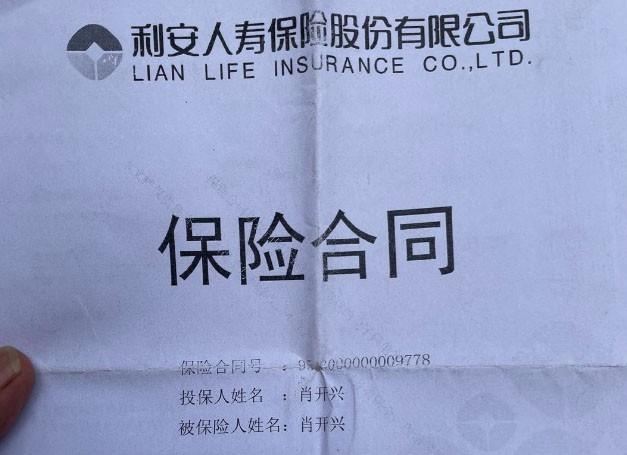 利安人寿保险股份有限公司
LIAN LIFE INSURANCE CO.,LTD.
保险合同
保险合同号 :
投保人姓名 : 肖开兴
被保险人姓名: 肖开兴